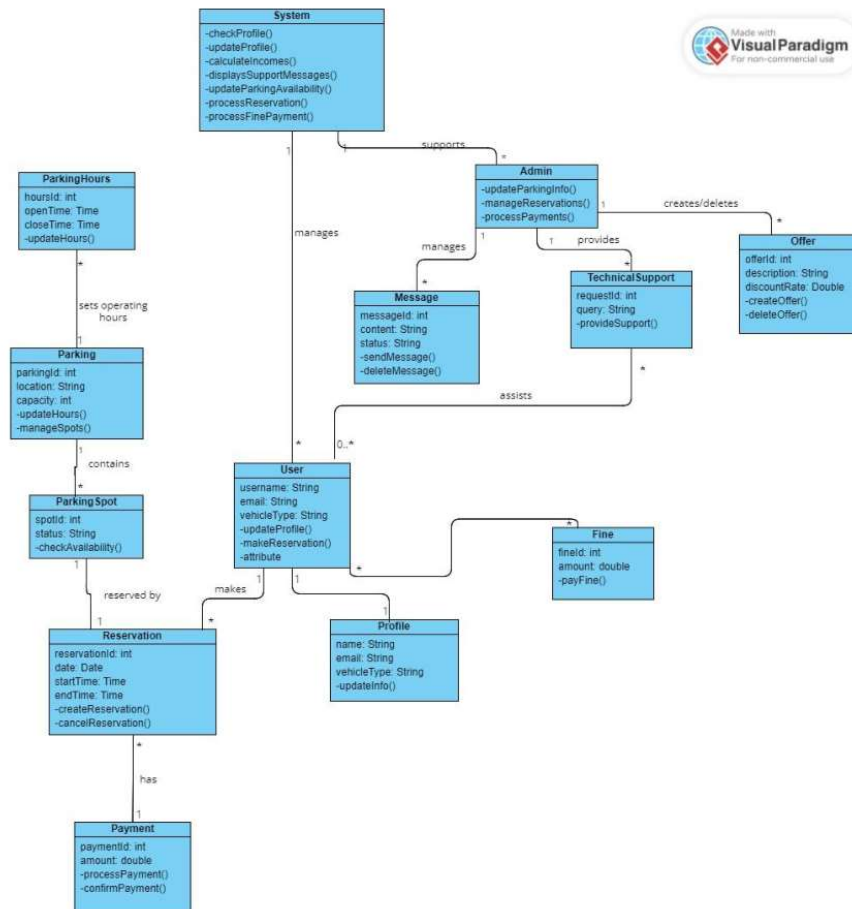 System
-checkProfile()
-updateProfile()
-calculateIncomes()
-displaysSupportMessages()
-updateParkingAvailability()
-processReservation()
-processFinePayment()
Made with
Visual Paradigm
For non-commercial use
1
1
supports
*
ParkingHours
hoursId: int
openTime: Time
closeTime: Time
-updateHours()
*
sets operating
hours
1
Admin
-updateParkingInfo()
-manageReservations()
-processPayments()
1
creates/deletes
*
1
manages
*
1
provides
*
manages
Offer
offerId: int
description: String
discountRate: Double
-createOffer()
-deleteOffer()
Message
messageId: int
content: String
status: String
-sendMessage()
-deleteMessage()
TechnicalSupport
requestId: int
query: String
-provideSupport()
*
assists
0..*
Parking
parkingId: int
location: String
capacity: int
-updateHours()
-manageSpots()
1
contains
*
*
User
username: String
email: String
vehicleType: String
-updateProfile()
-makeReservation()
-attribute
*
*
ParkingSpot
spotId: int
status: String
-checkAvailability()
1
reserved by
1
Fine
fineId: int
amount: double
-payFine()
1
makes
*
1
1
Reservation
reservationId: int
date: Date
startTime: Time
endTime: Time
-createReservation()
-cancelReservation()
Profile
name: String
email: String
vehicleType: String
-updateInfo()
*
has
1
Payment
paymentId: int
amount: double
-processPayment()
-confirmPayment()